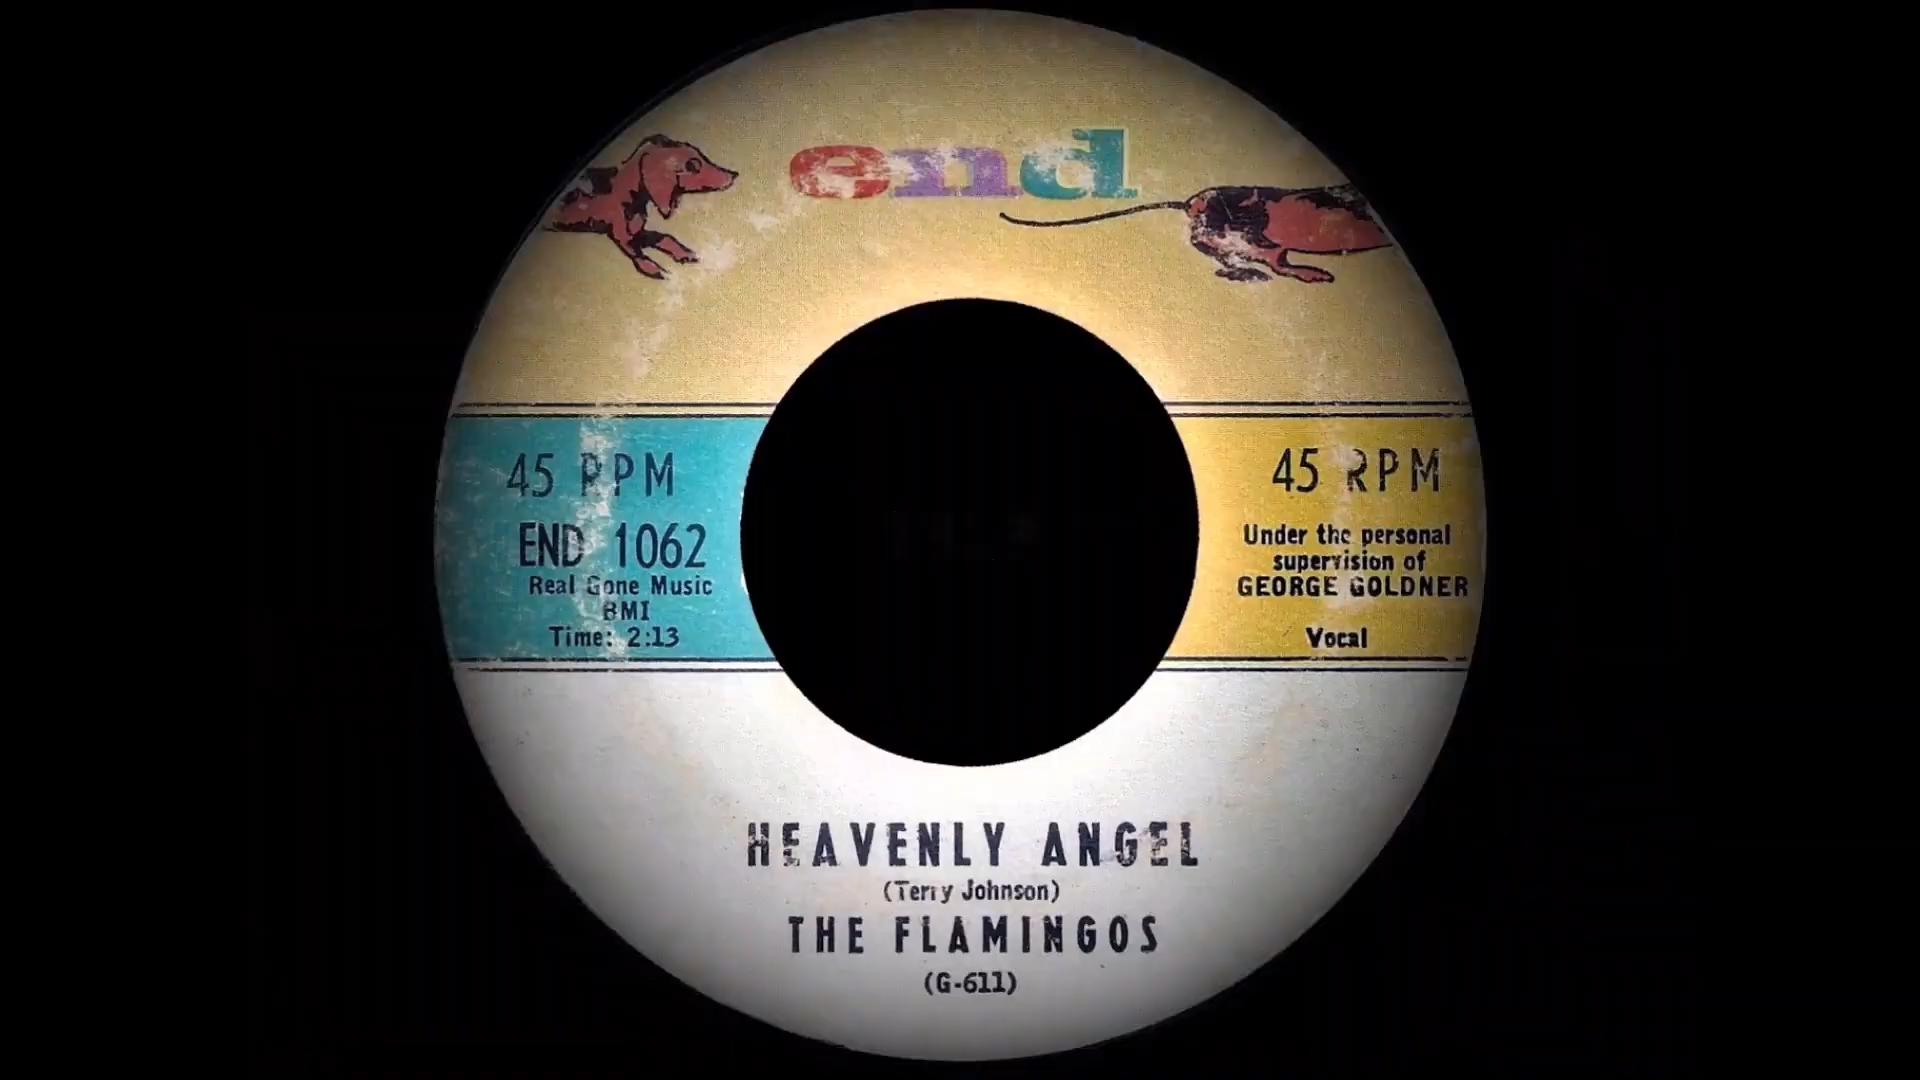 end
45 RPM
END 1062
Real Gone Music
BMI
Time: 2:13
45 RPM
Under the personal
supervision of
GEORGE GOLDNER
Vocal
HEAVENLY ANGEL
(Terry Johnson)
THE FLAMINGOS
(G-611)